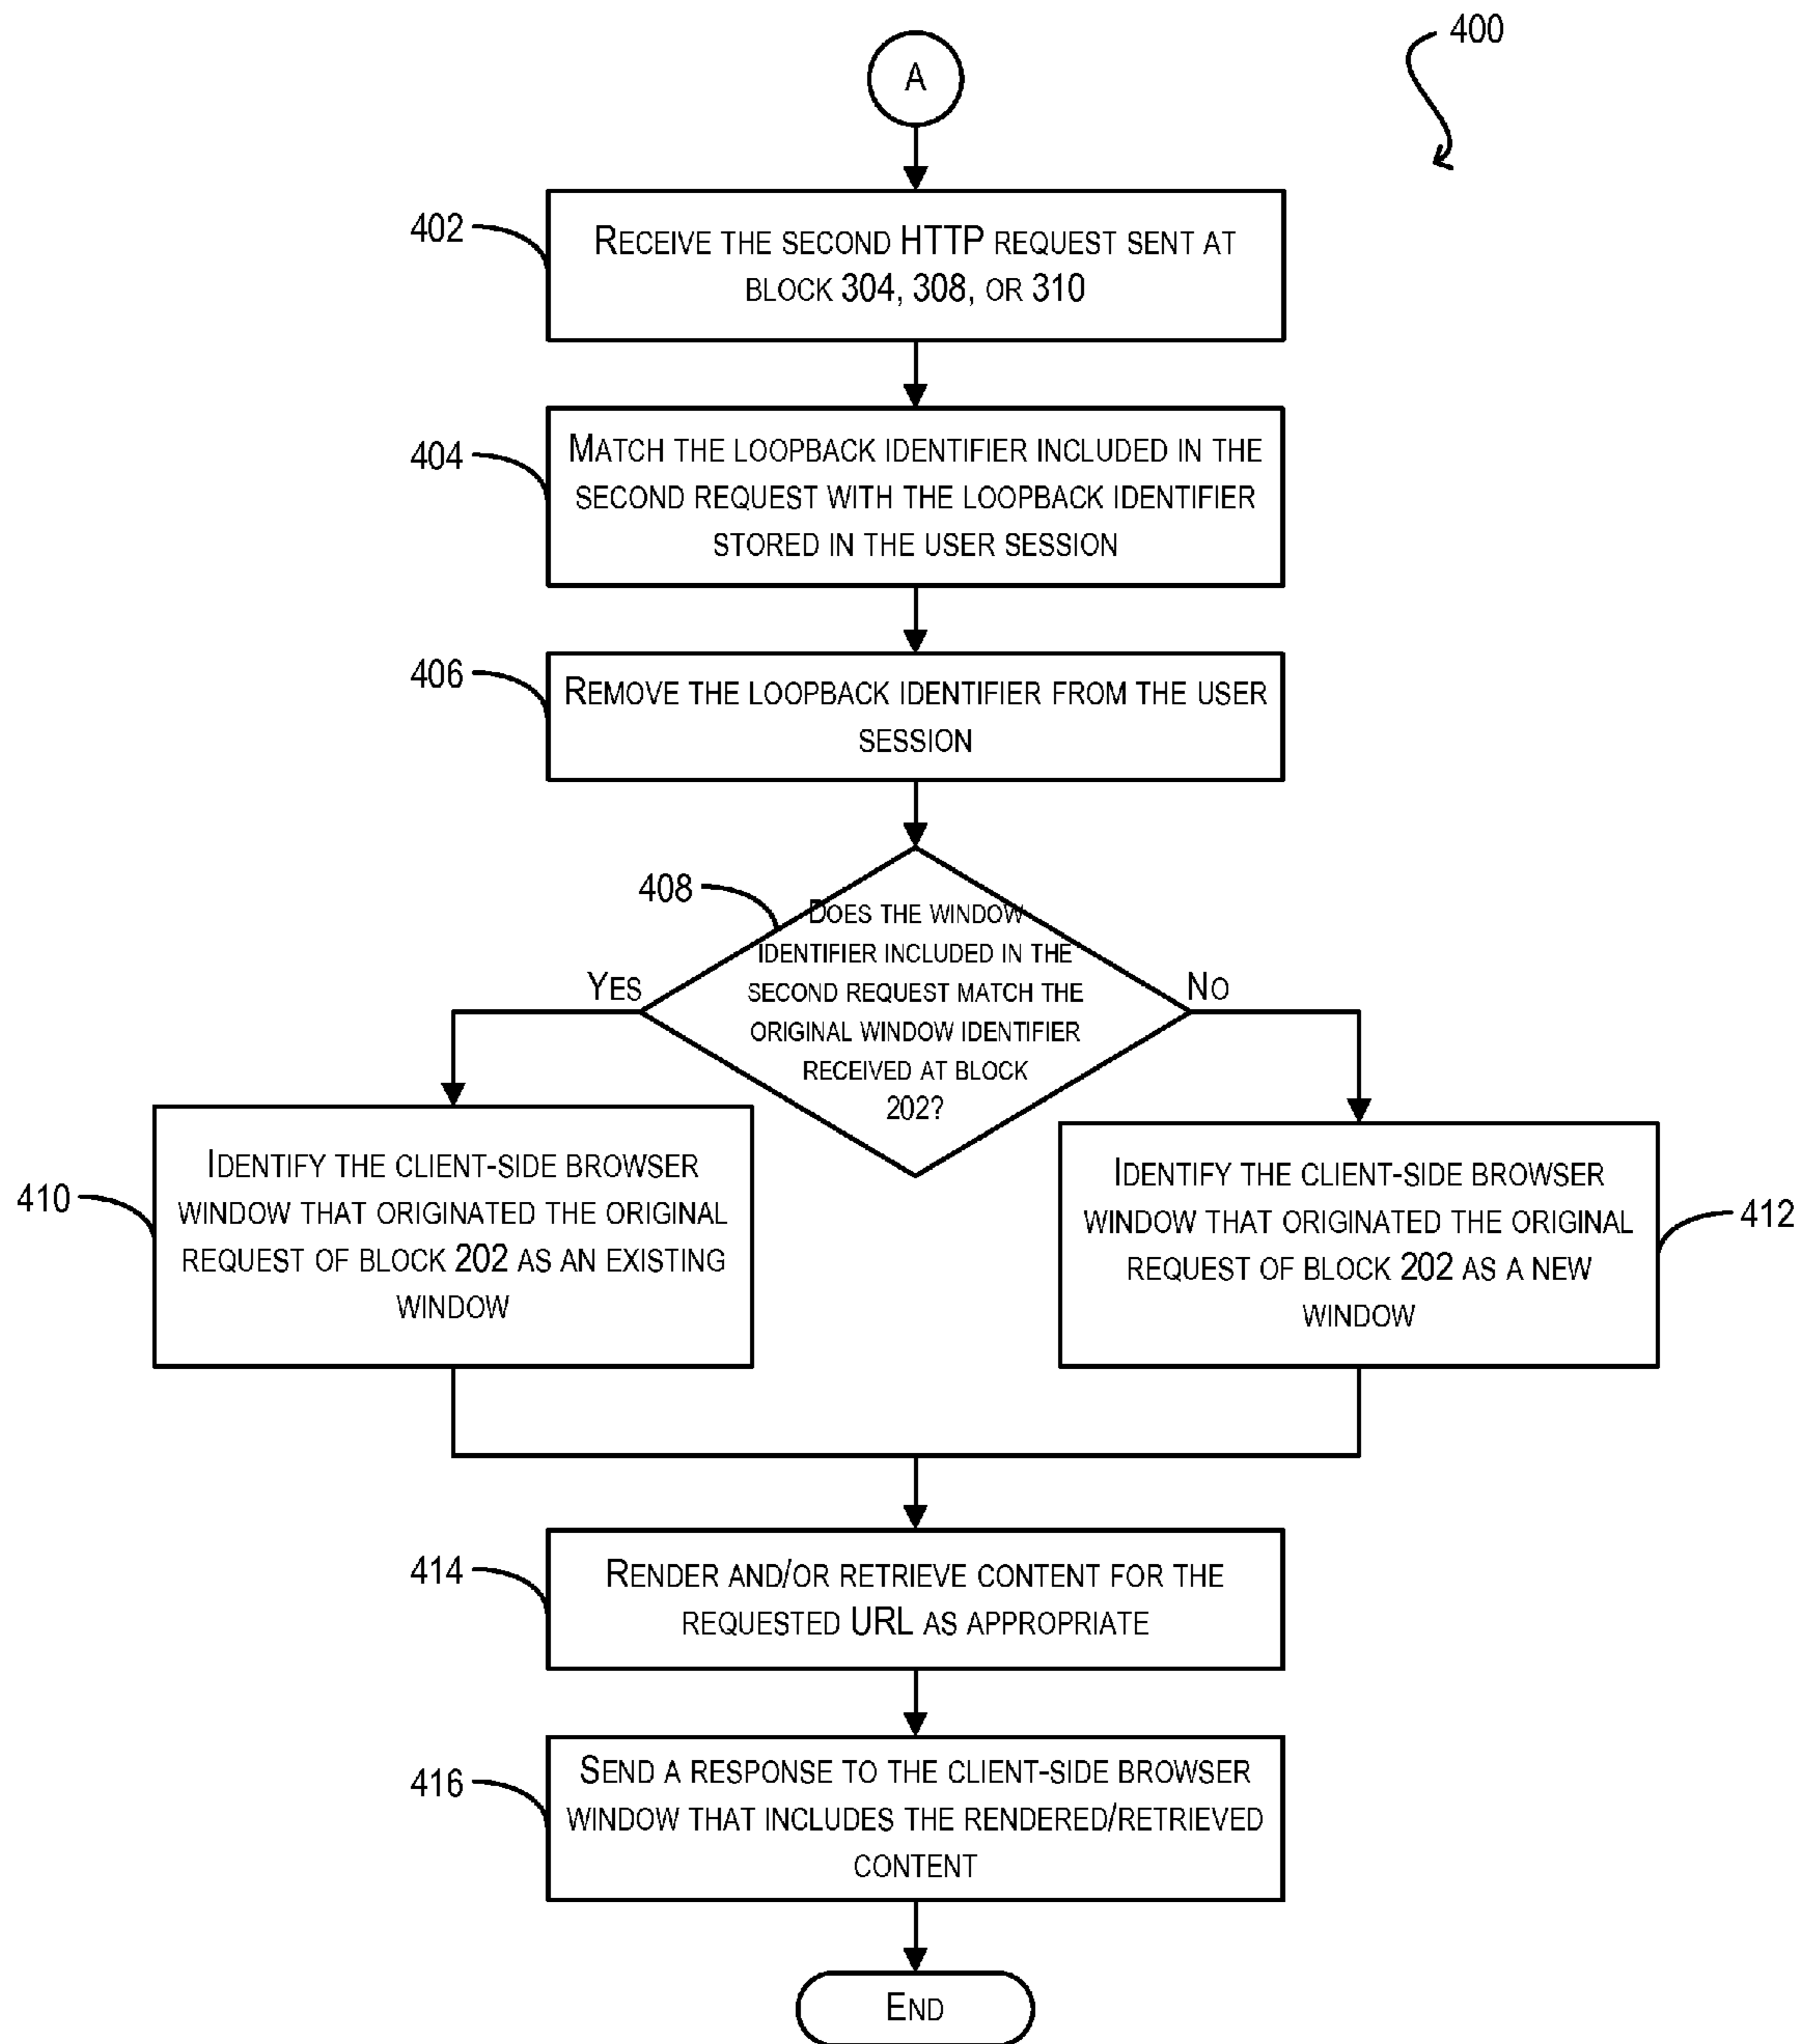 A
400
402
RECEIVE THE SECOND HTTP REQUEST SENT AT
BLOCK 304, 308, OR 310
404
MATCH THE LOOPBACK IDENTIFIER INCLUDED IN THE
SECOND REQUEST WITH THE LOOPBACK IDENTIFIER
STORED IN THE USER SESSION
406
REMOVE THE LOOPBACK IDENTIFIER FROM THE USER
SESSION
408
DOES THE WINDOW
IDENTIFIER INCLUDED IN THE
SECOND REQUEST MATCH THE
ORIGINAL WINDOW IDENTIFIER
RECEIVED AT BLOCK
202?
YES
NO
410
IDENTIFY THE CLIENT-SIDE BROWSER
WINDOW THAT ORIGINATED THE ORIGINAL
REQUEST OF BLOCK 202 AS AN EXISTING
WINDOW
IDENTIFY THE CLIENT-SIDE BROWSER
WINDOW THAT ORIGINATED THE ORIGINAL
REQUEST OF BLOCK 202 AS A NEW
WINDOW
412
414
RENDER AND/OR RETRIEVE CONTENT FOR THE
REQUESTED URL AS APPROPRIATE
416
SEND A RESPONSE TO THE CLIENT-SIDE BROWSER
WINDOW THAT INCLUDES THE RENDERED/RETRIEVED
CONTENT
END